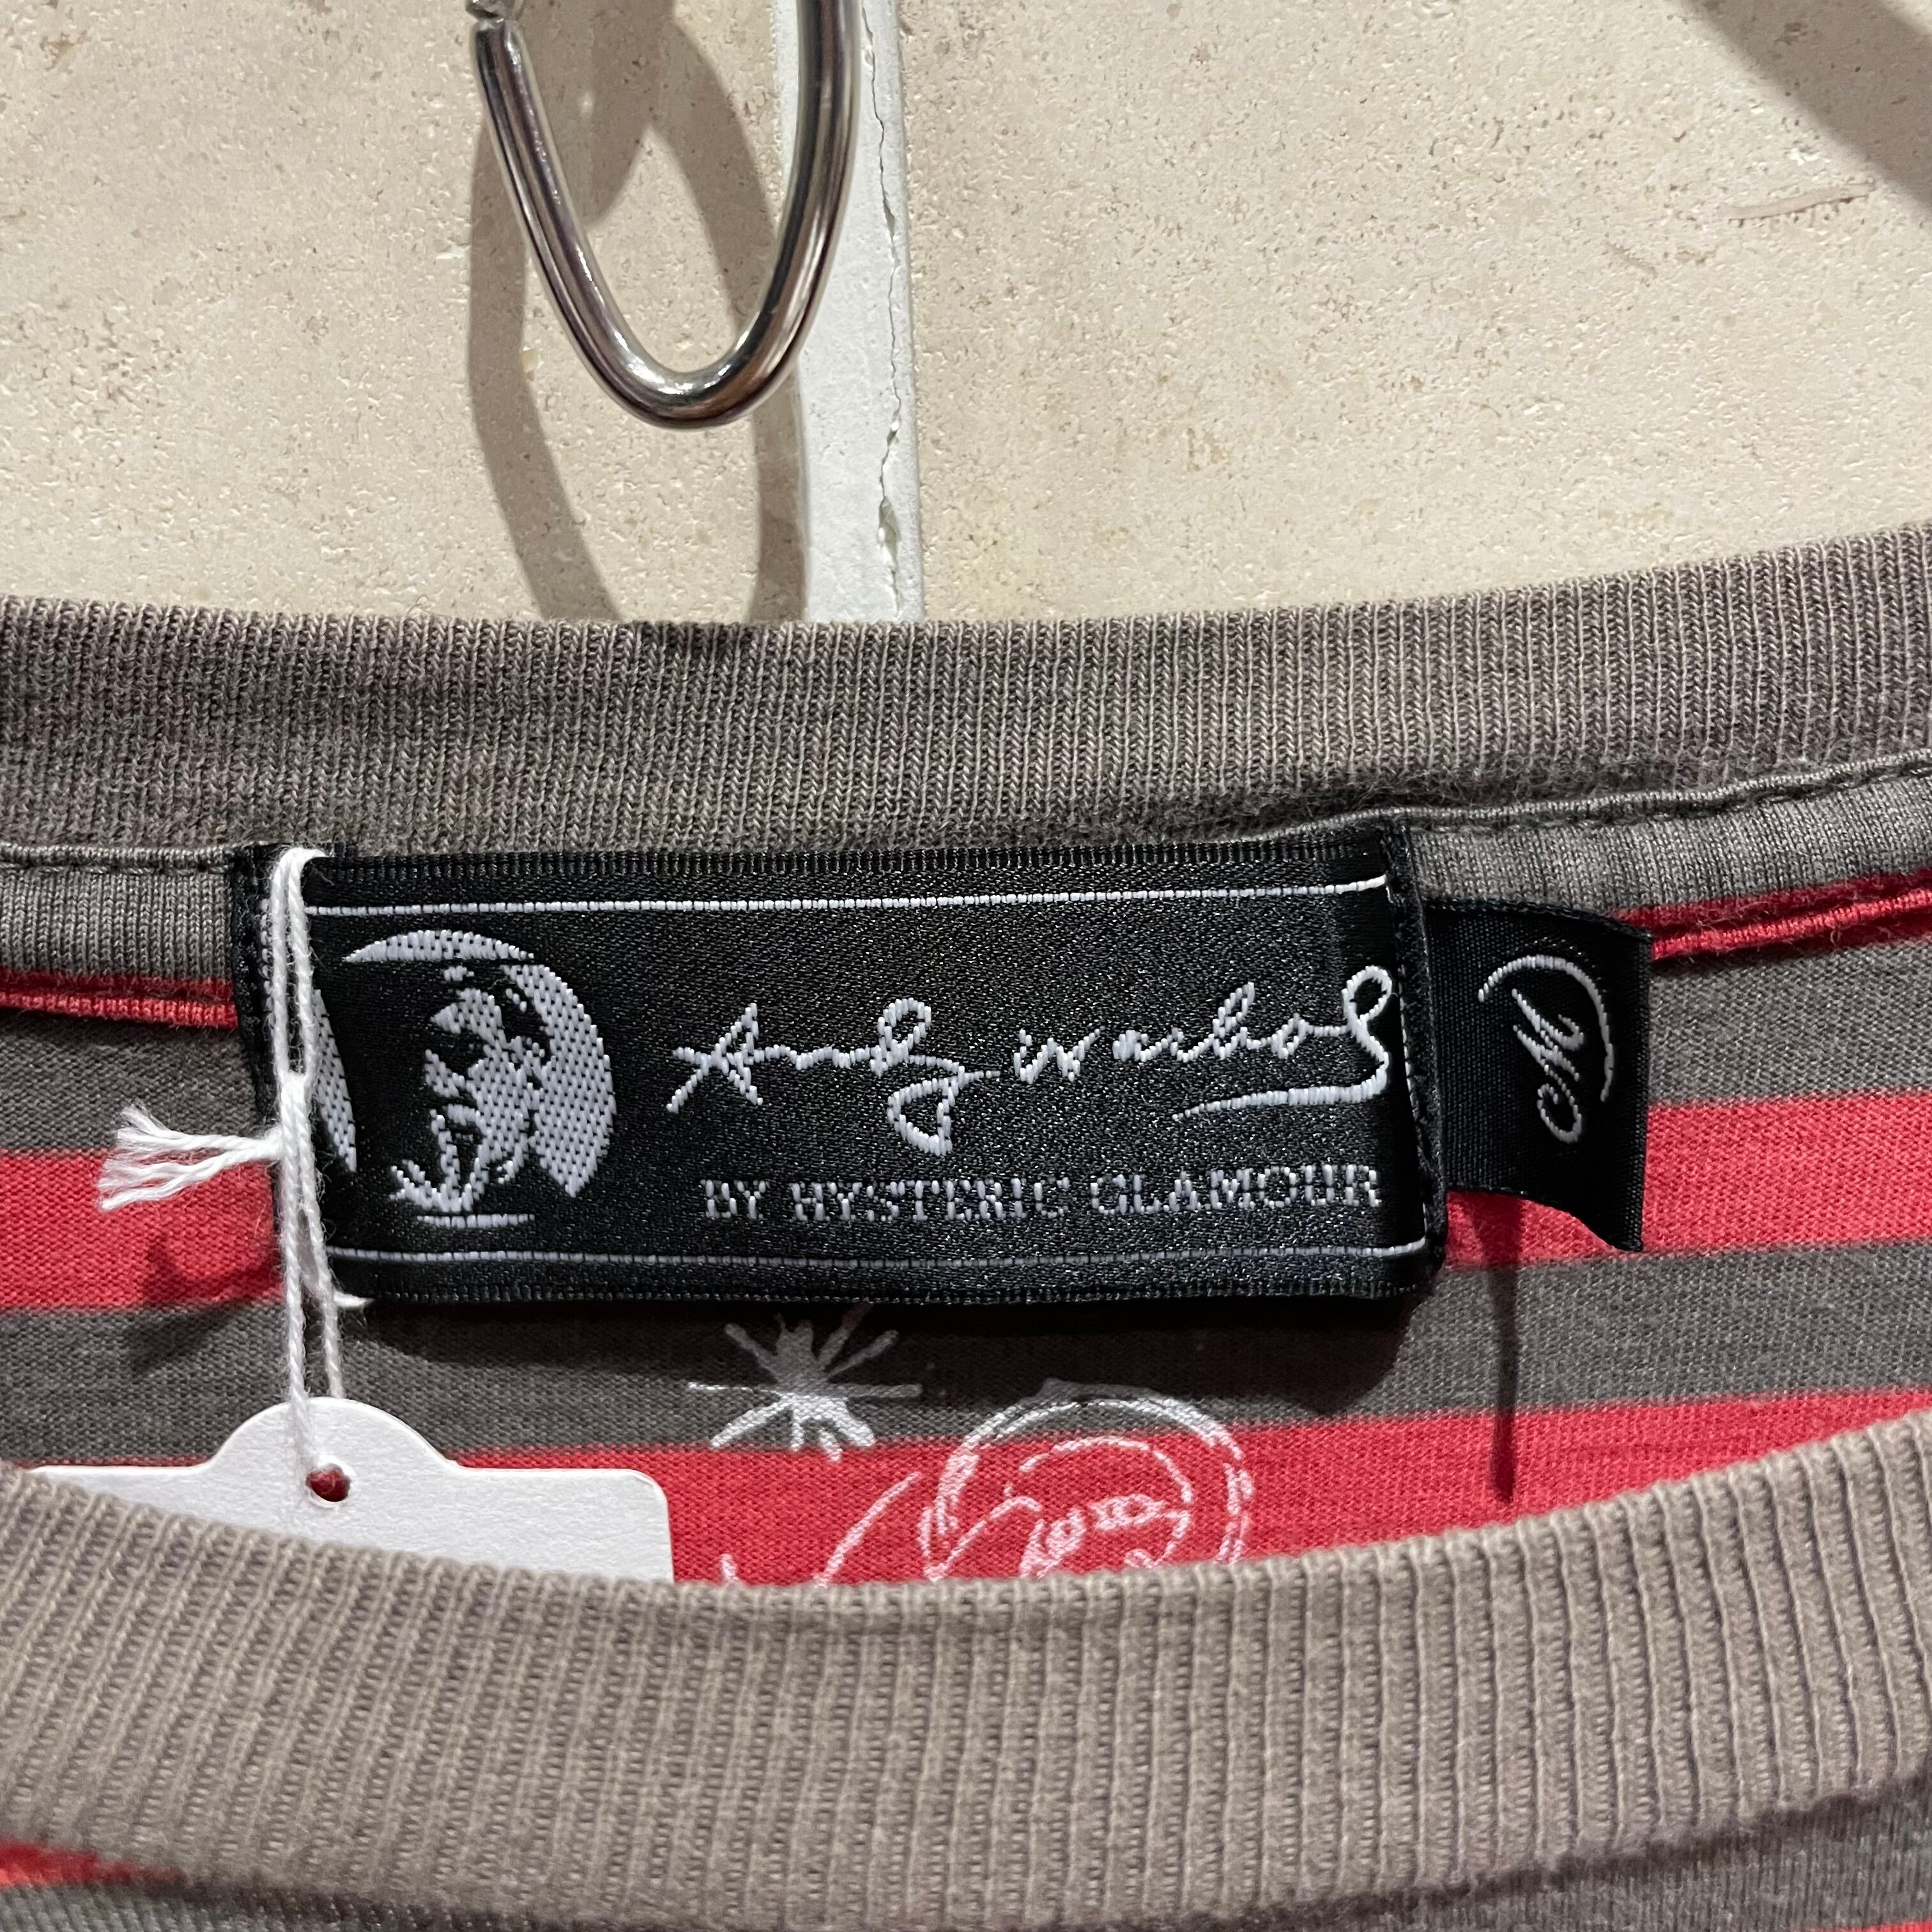 Andy Warhol
BY HYSTERIC GLAMOUR
M